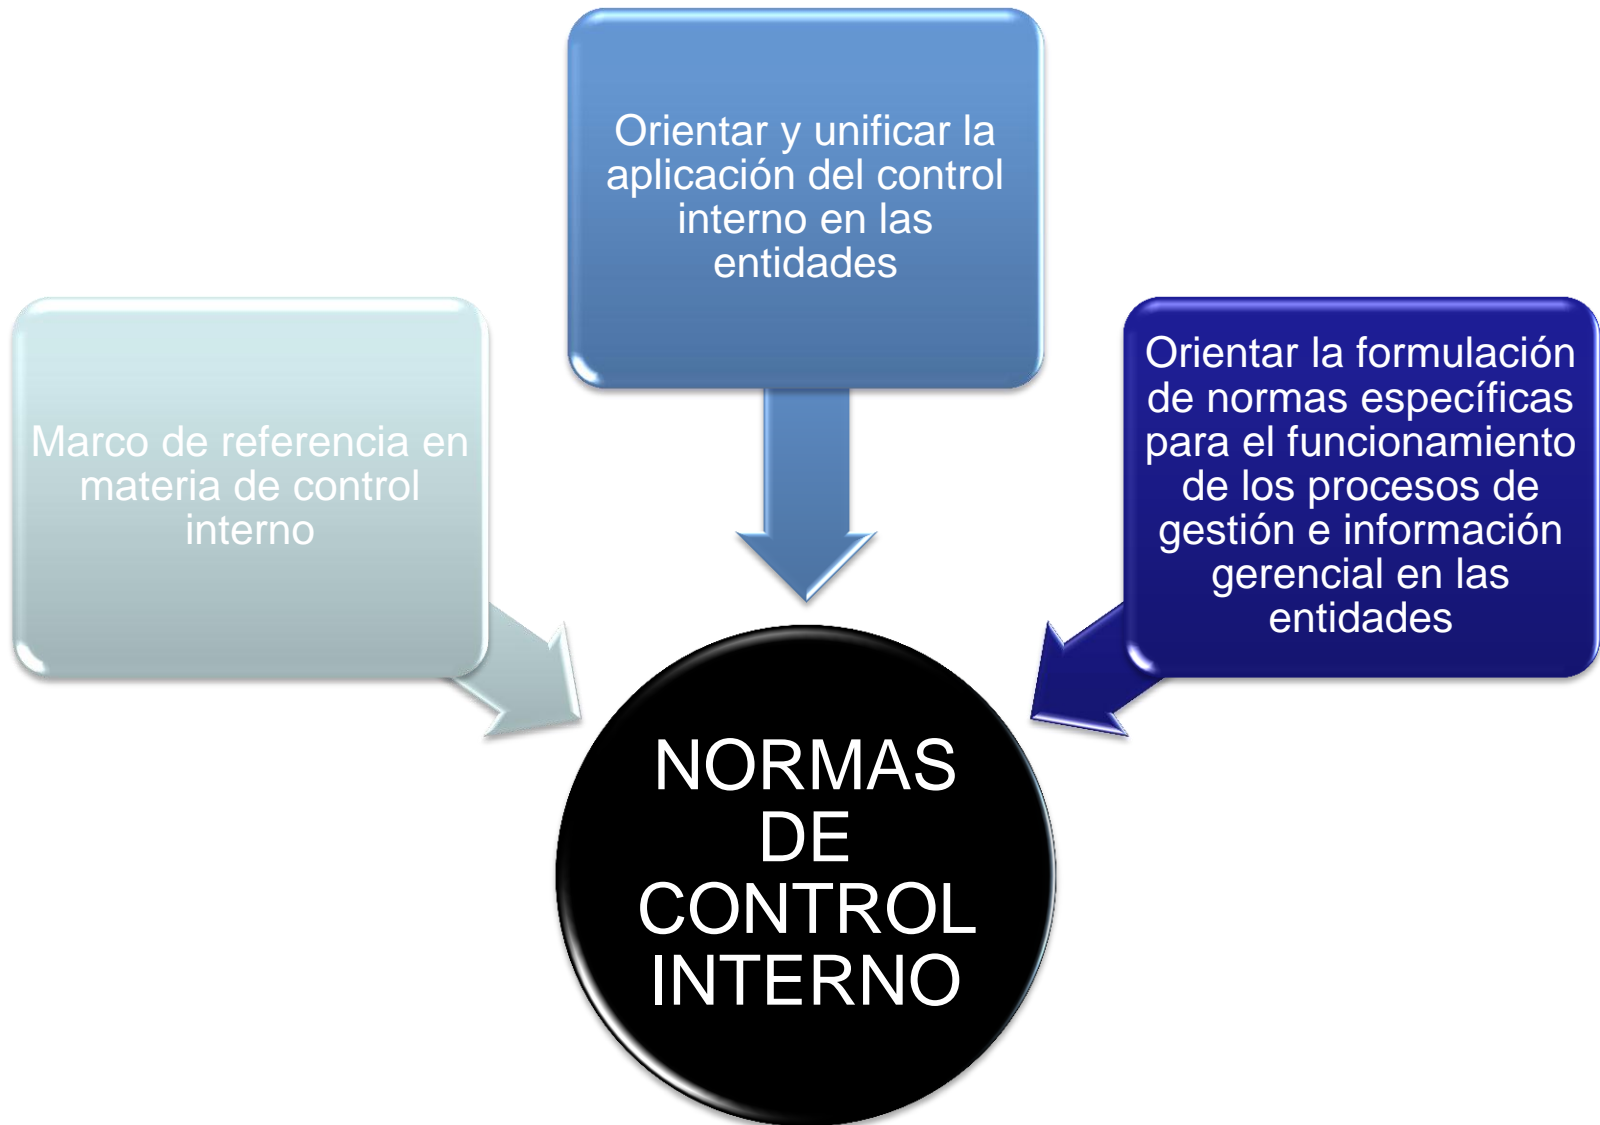 Orientar y unificar la
aplicación del control
interno en las
entidades
Marco de referencia en
materia de control
interno
Orientar la formulación
de normas específicas
para el funcionamiento
de los procesos de
gestión e información
gerencial en las
entidades
NORMAS
DE
CONTROL
INTERNO